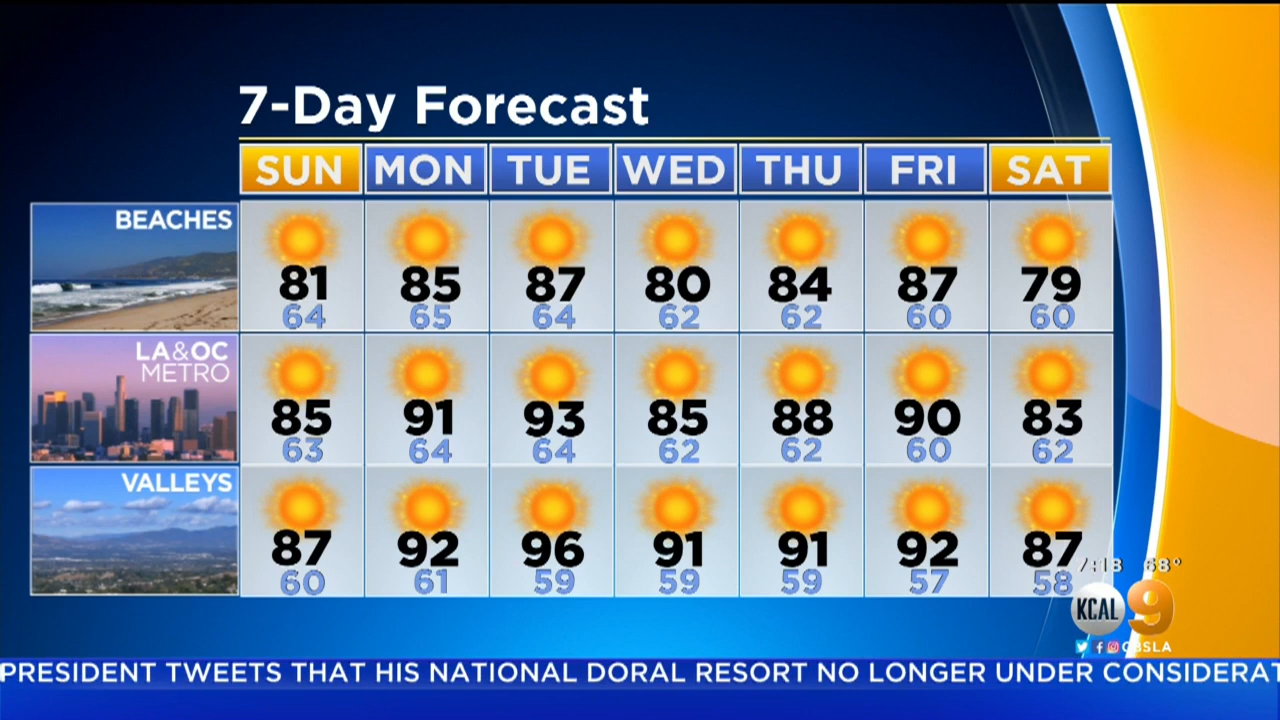 7-Day Forecast
SUN MON TUE WED THU FRI SAT
BEACHES
81 85 87 80 84 87 79
64 65 64 62 62 60 60
LA&OC
METRO
85 91 93 85 88 90 83
63 64 64 62 62 60 62
VALLEYS
87 92 96 91 91 92 87
60 61 59 59 59 57 58
68°
KCAL 9
CBSLA
PRESIDENT TWEETS THAT HIS NATIONAL DORAL RESORT NO LONGER UNDER CONSIDERAT